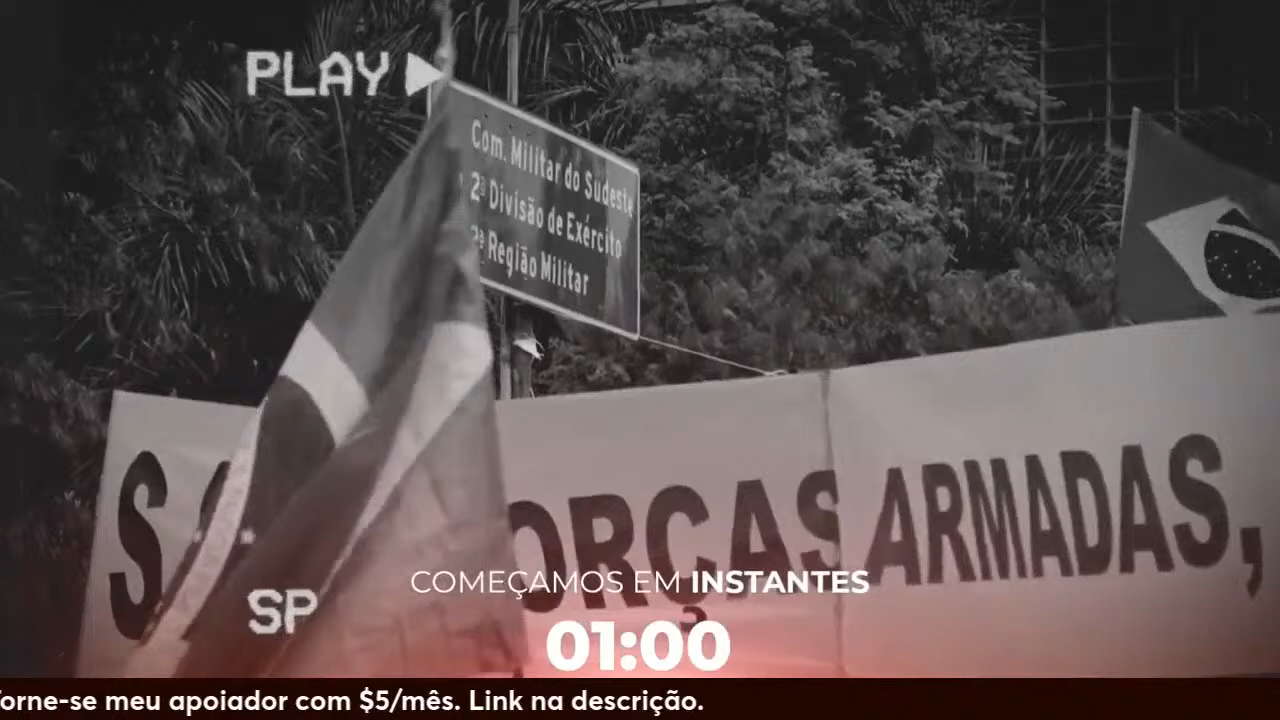 PLAY
Com. Militar do Sudeste
2ª Divisão de Exército
Região Militar
ORÇAS ARMADAS,
COMEÇAMOS EM INSTANTES
SP
01:00
orne-se meu apoiador com $5/mês. Link na descrição.